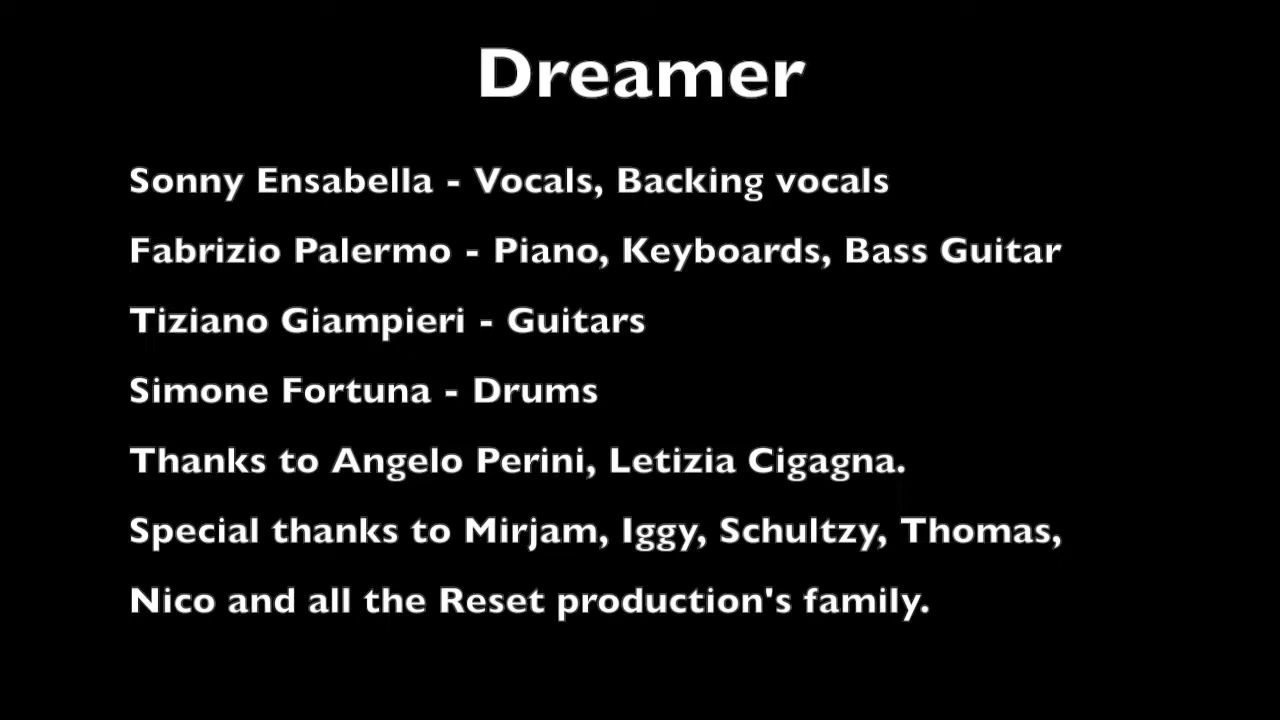 Dreamer
Sonny Ensabella - Vocals, Backing vocals
Fabrizio Palermo - Piano, Keyboards, Bass Guitar
Tiziano Giampieri - Guitars
Simone Fortuna - Drums
Thanks to Angelo Perini, Letizia Cigagna.
Special thanks to Mirjam, Iggy, Schultzy, Thomas,
Nico and all the Reset production's family.